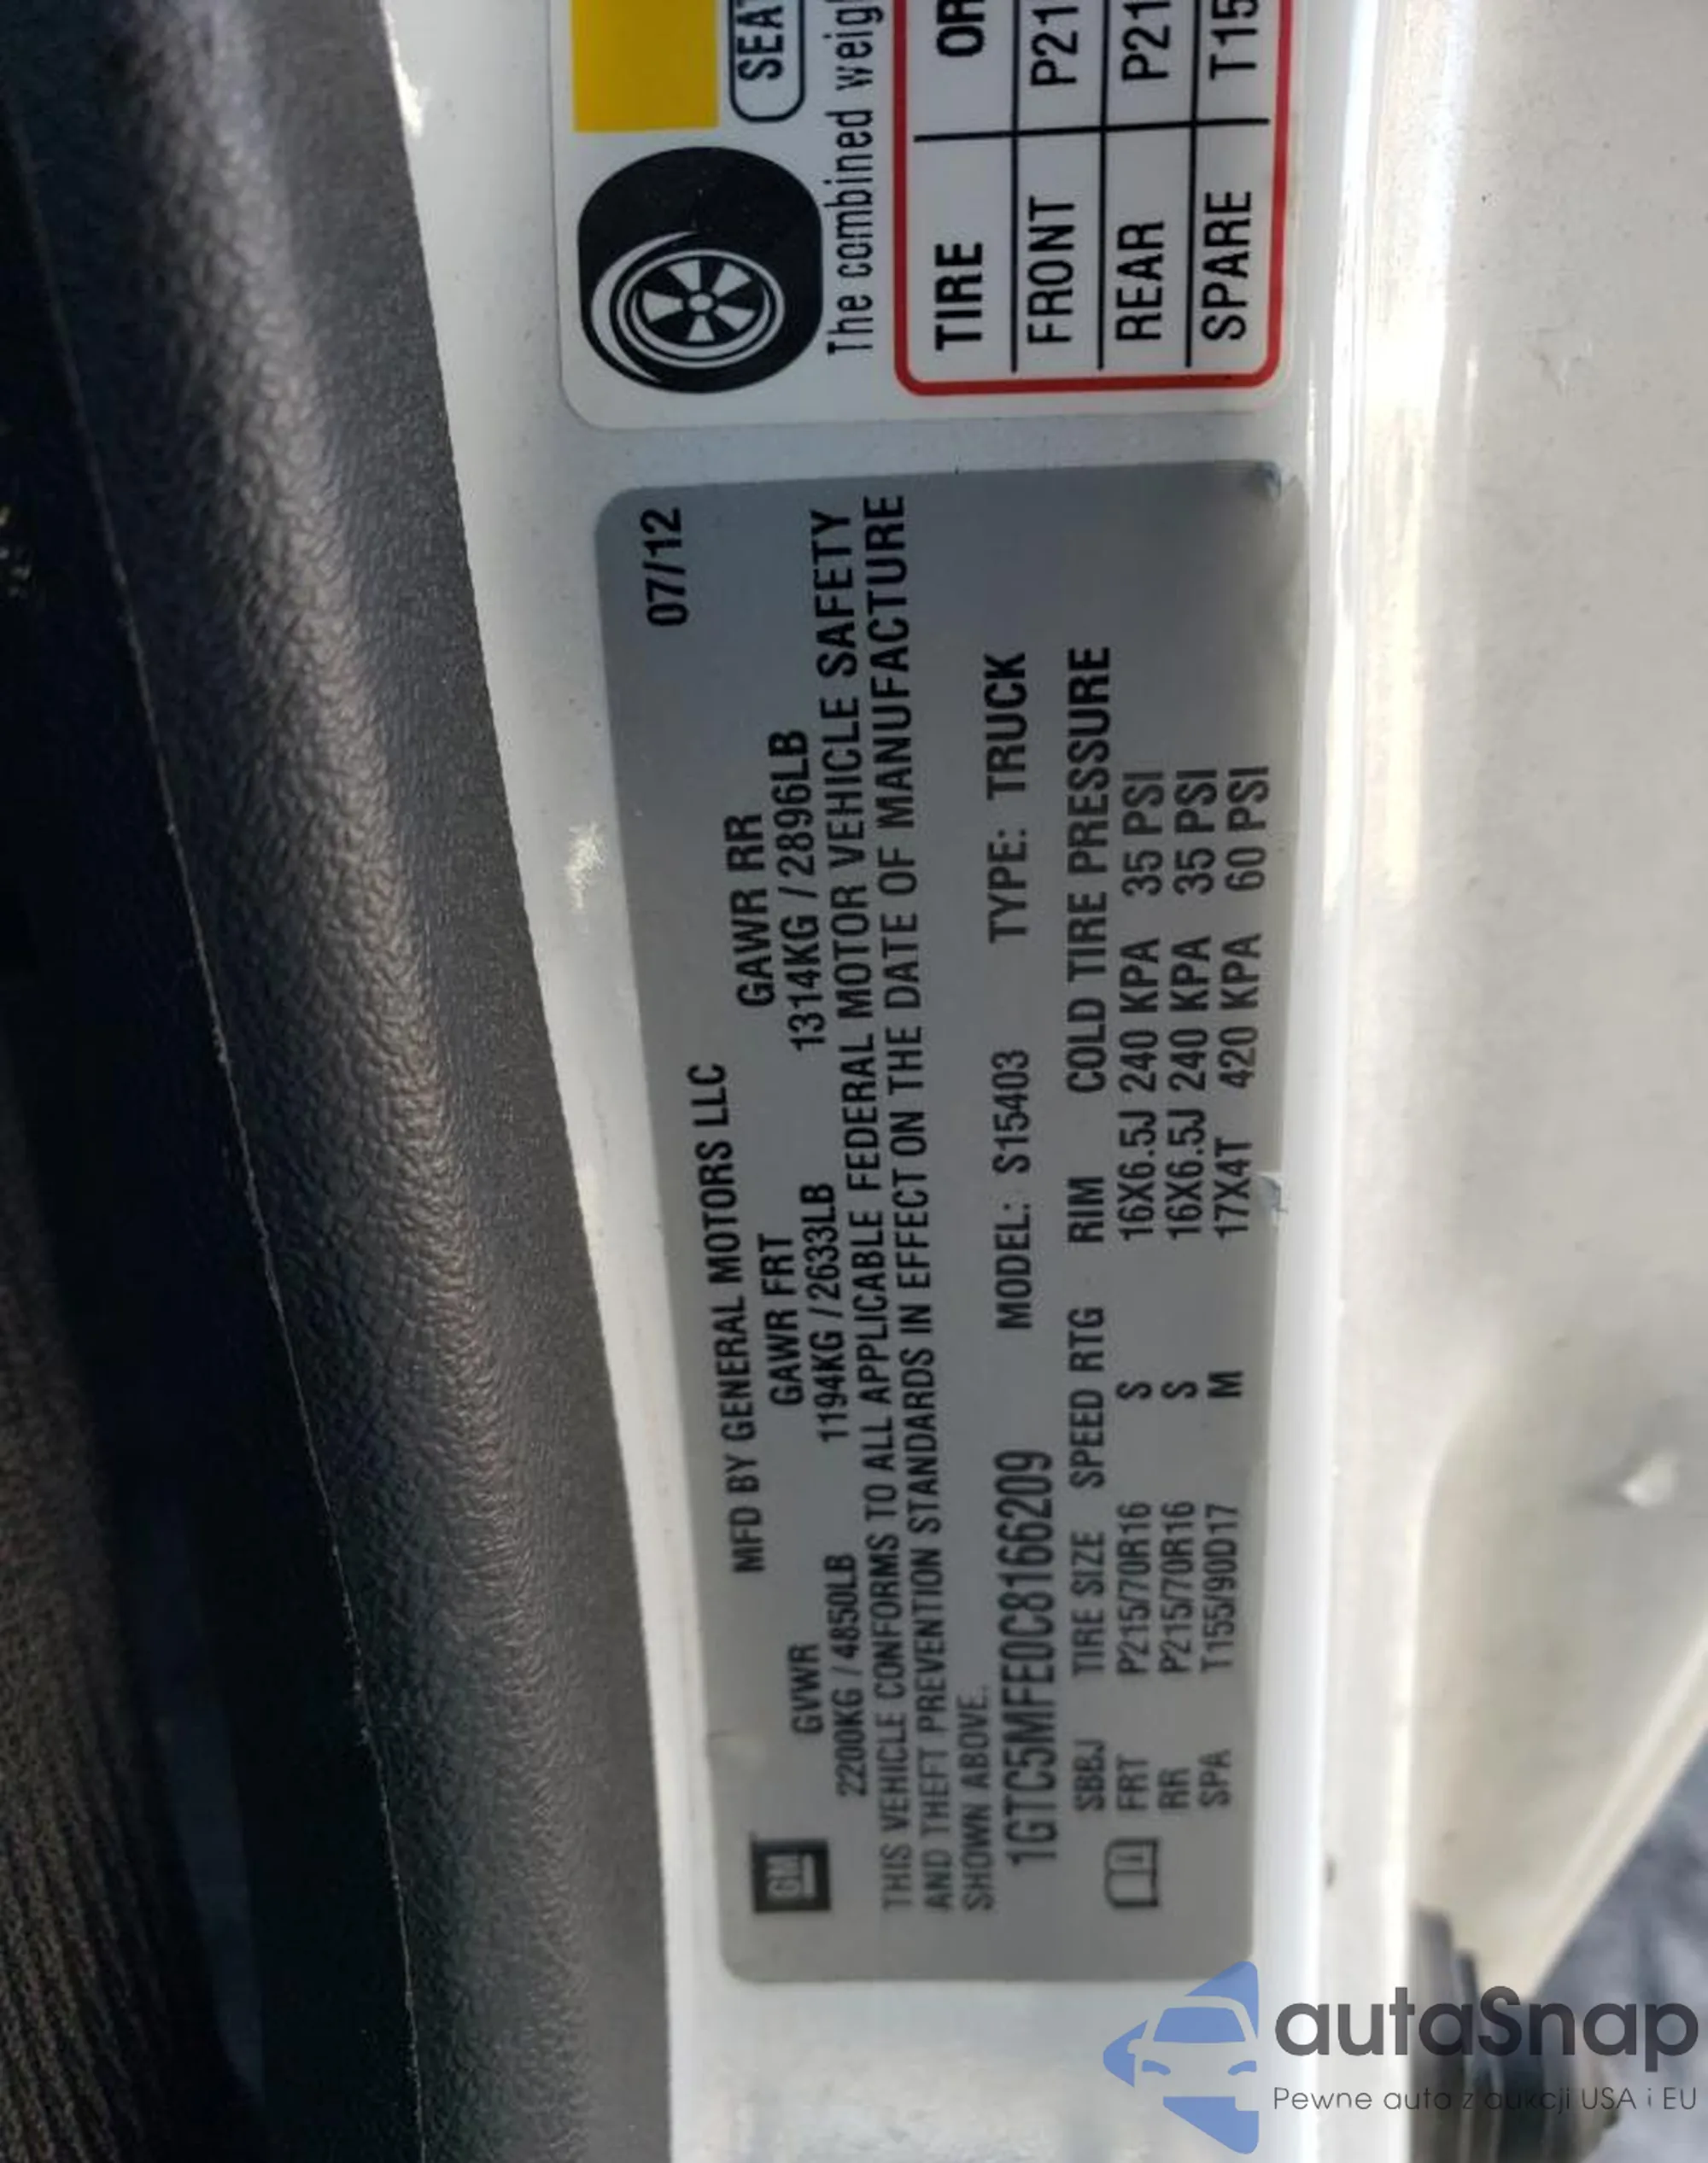 GM
07/12
MFD BY GENERAL MOTORS LLC
GVWR GAWR FRT GAWR RR
2200KG / 4850LB 1194KG / 2633LB 1314KG / 2896LB
THIS VEHICLE CONFORMS TO ALL APPLICABLE FEDERAL MOTOR VEHICLE SAFETY
AND THEFT PREVENTION STANDARDS IN EFFECT ON THE DATE OF MANUFACTURE
SHOWN ABOVE.
1GTC5MFE0C8166209 MODEL: S15403 TYPE: TRUCK
SBBJ TIRE SIZE SPEED RTG RIM COLD TIRE PRESSURE
FRT P215/70R16 S 16X6.5J 240 KPA 35 PSI
RR P215/70R16 S 16X6.5J 240 KPA 35 PSI
SPA T155/90D17 M 17X4T 420 KPA 60 PSI
SEAT
The combined weigh
TIRE OR
FRONT P21
REAR P21
SPARE T15
autaSnap
Pewne auta z aukcji USA i EU